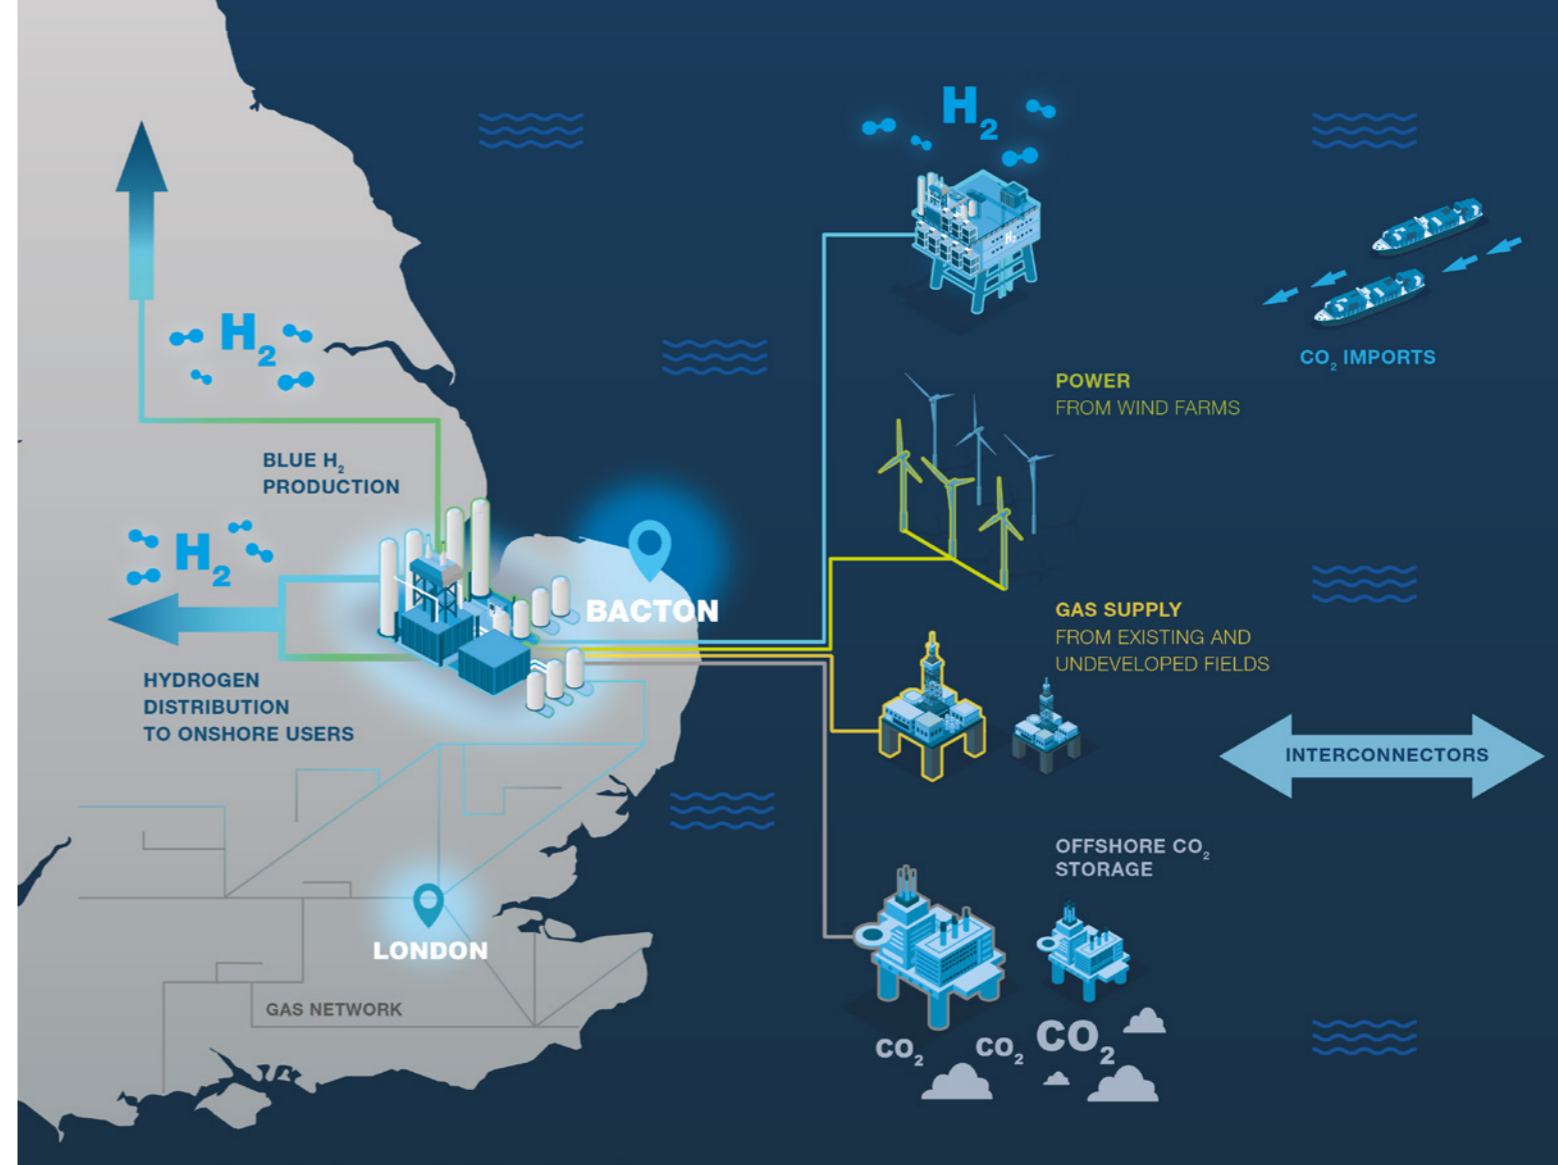 H2
CO2 IMPORTS
H2
POWER
FROM WIND FARMS
BLUE H2
PRODUCTION
H2
BACTON
GAS SUPPLY
FROM EXISTING AND
UNDEVELOPED FIELDS
HYDROGEN
DISTRIBUTION
TO ONSHORE USERS
INTERCONNECTORS
OFFSHORE CO2
STORAGE
LONDON
GAS NETWORK
CO2
CO2
CO2
H2